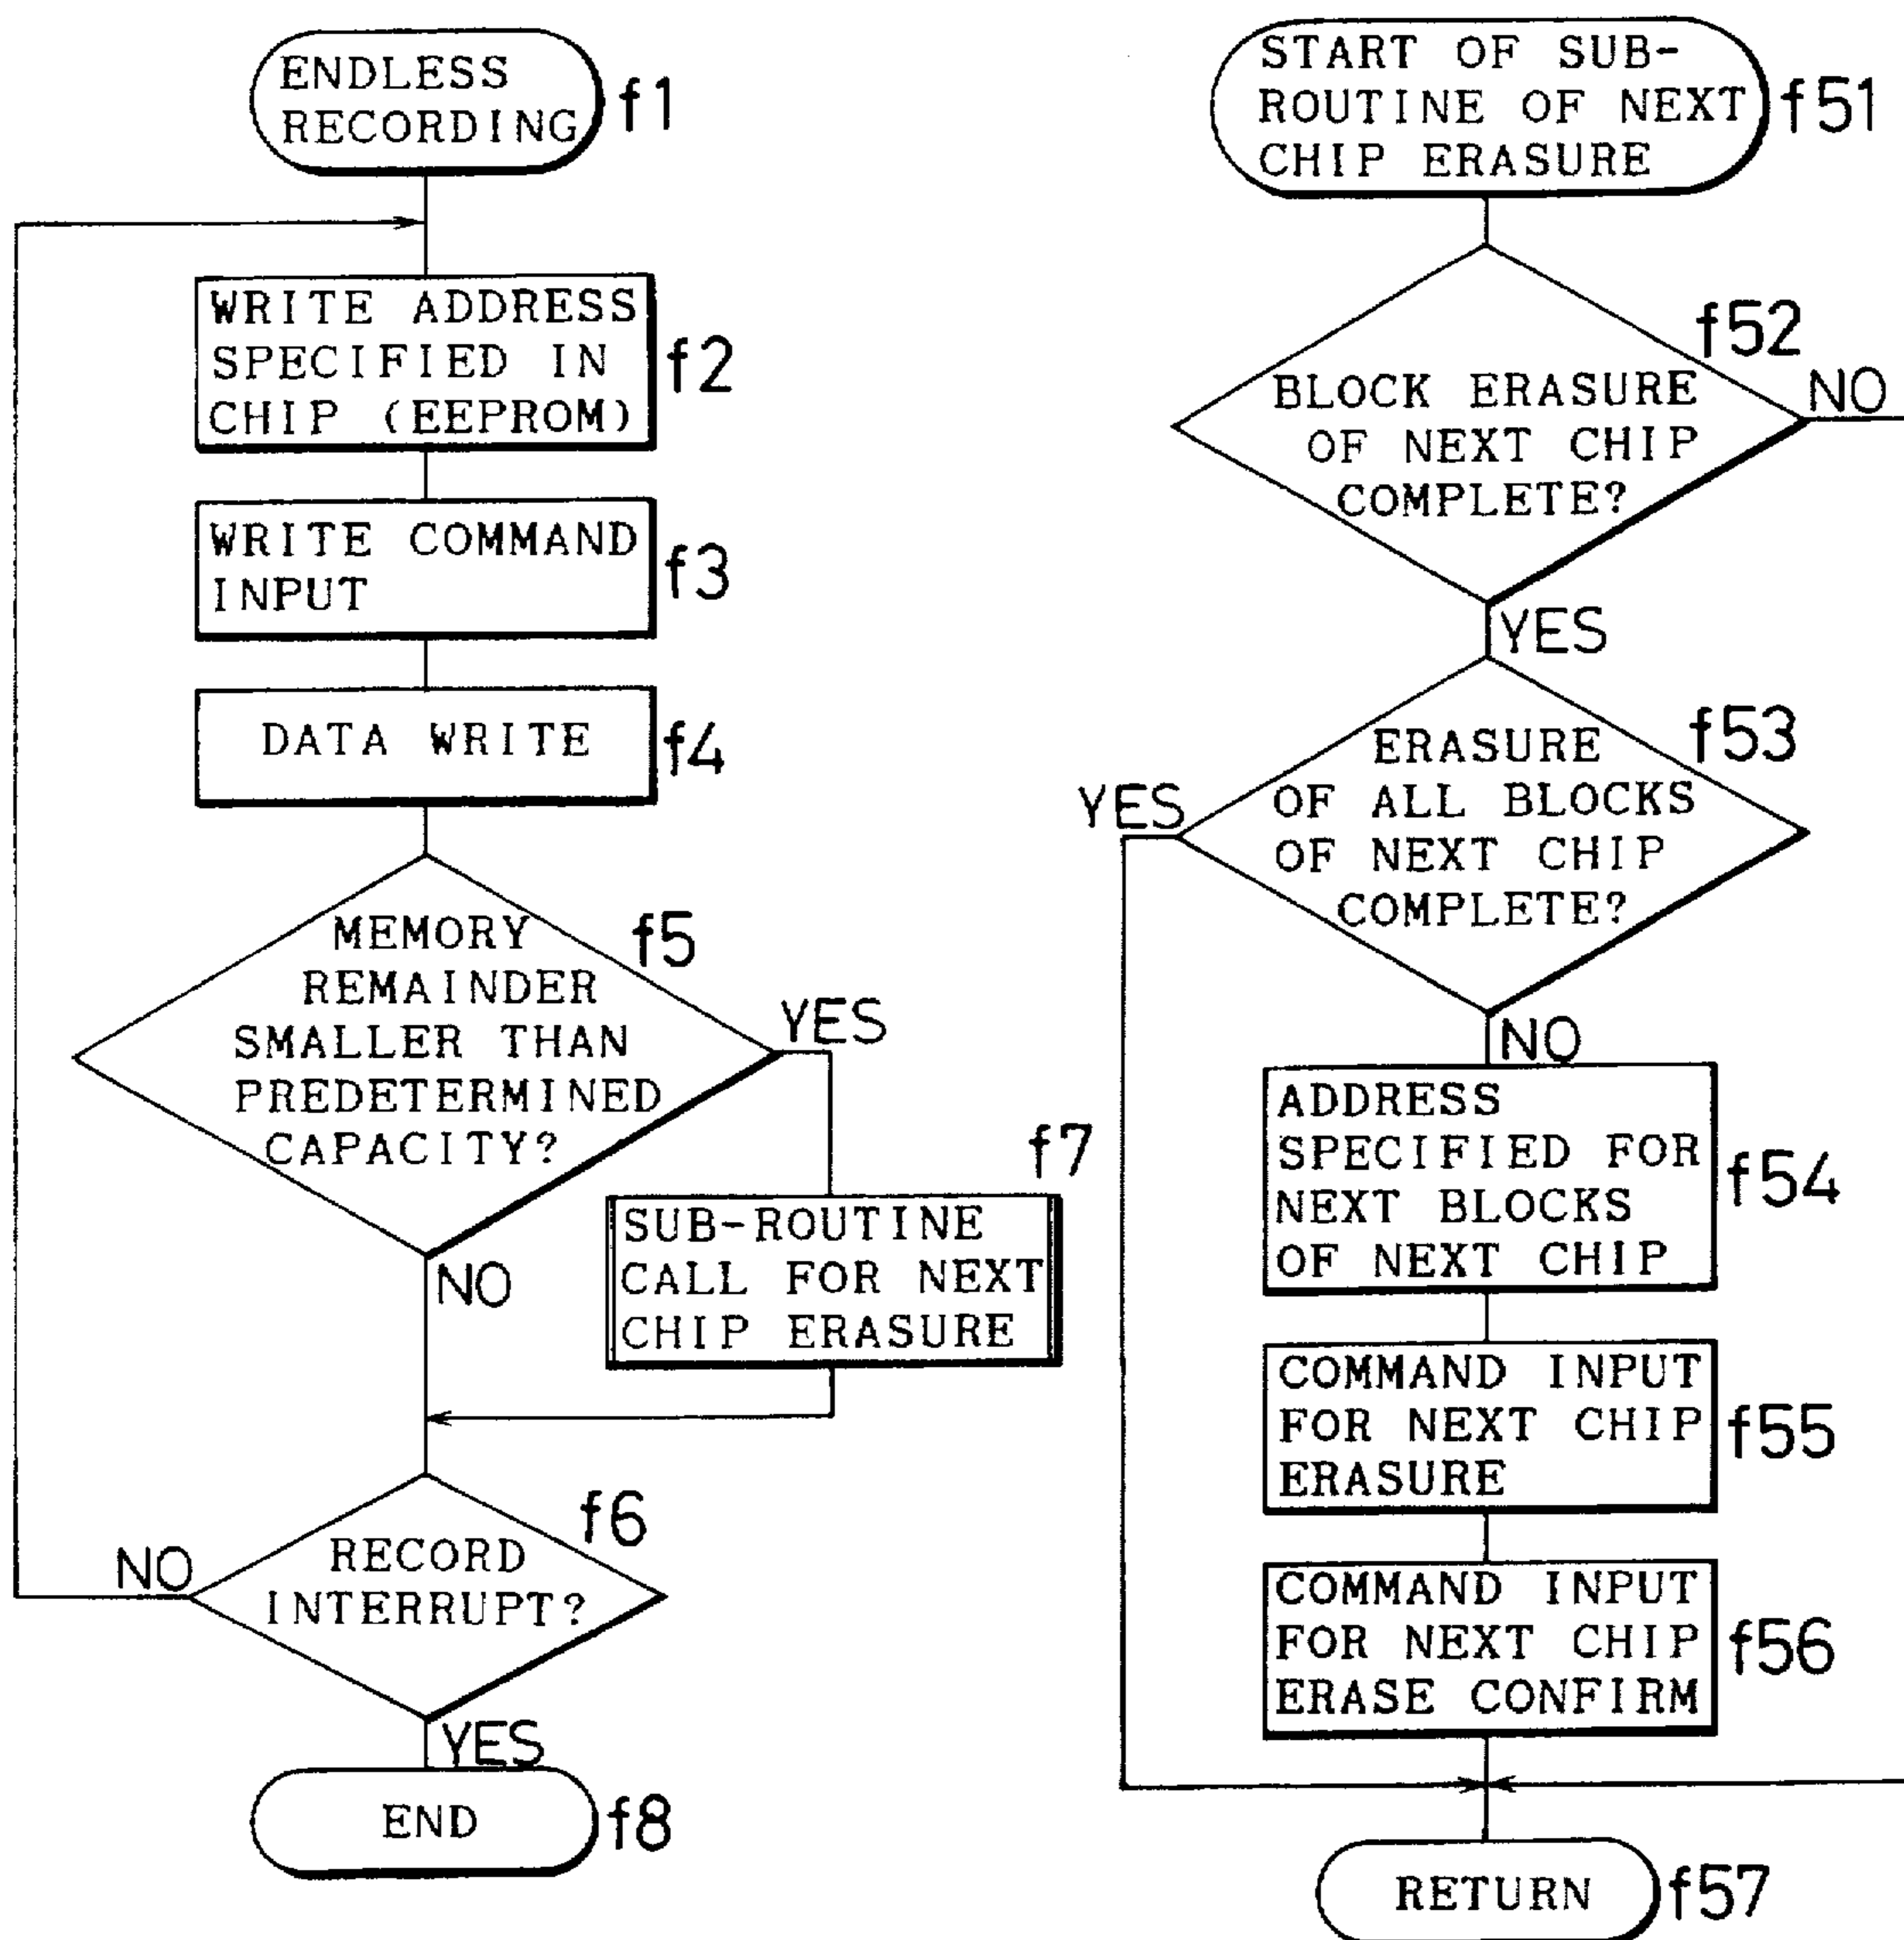 ENDLESS
RECORDING
f1
WRITE ADDRESS
SPECIFIED IN
CHIP (EEPROM)
f2
WRITE COMMAND
INPUT
f3
DATA WRITE
f4
MEMORY
REMAINDER
SMALLER THAN
PREDETERMINED
CAPACITY?
f5
YES
NO
f7
SUB-ROUTINE
CALL FOR NEXT
CHIP ERASURE
f6
RECORD
INTERRUPT?
NO
YES
END
f8
START OF SUB-
ROUTINE OF NEXT
CHIP ERASURE
f51
f52
BLOCK ERASURE
OF NEXT CHIP
COMPLETE?
NO
YES
f53
ERASURE
OF ALL BLOCKS
OF NEXT CHIP
COMPLETE?
YES
NO
ADDRESS
SPECIFIED FOR
NEXT BLOCKS
OF NEXT CHIP
f54
COMMAND INPUT
FOR NEXT CHIP
ERASURE
f55
COMMAND INPUT
FOR NEXT CHIP
ERASE CONFIRM
f56
RETURN
f57